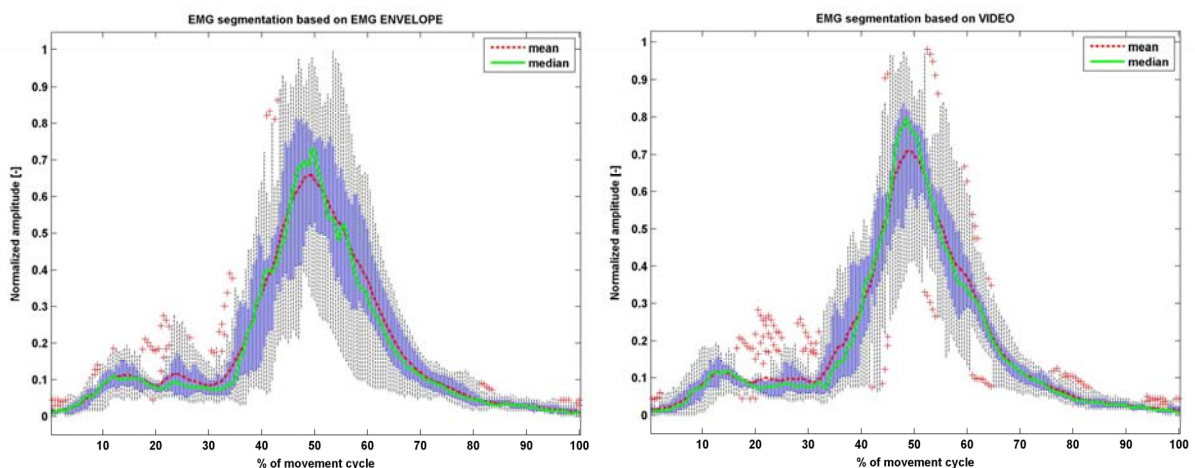 EMG segmentation based on EMG ENVELOPE
mean
median
1
0.9
0.8
0.7
0.6
0.5
0.4
0.3
0.2
0.1
0
Normalized amplitude [-]
10 20 30 40 50 60 70 80 90 100
% of movement cycle
EMG segmentation based on VIDEO
mean
median
1
0.9
0.8
0.7
0.6
0.5
0.4
0.3
0.2
0.1
0
Normalized amplitude [-]
10 20 30 40 50 60 70 80 90 100
% of movement cycle